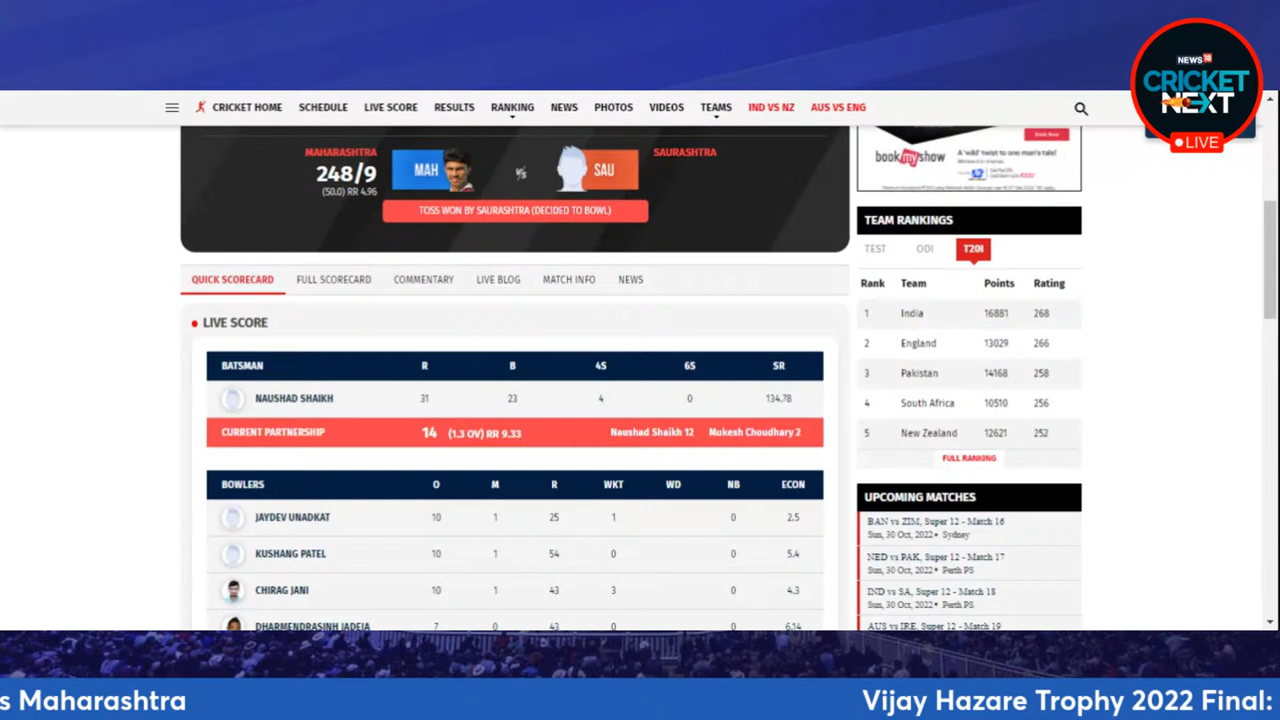 NEWS18
CRICKET
NEXT
LIVE
CRICKET HOME SCHEDULE LIVE SCORE RESULTS RANKING NEWS PHOTOS VIDEOS TEAMS IND VS NZ AUS VS ENG
MAHARASHTRA
248/9
(50.0) RR 4.96
MAH
VS
SAU
SAURASHTRA
TOSS WON BY SAURASHTRA (DECIDED TO BOWL)
Book Now
bookmyshow
A 'wild' twist to one man's tale!
QUICK SCORECARD FULL SCORECARD COMMENTARY LIVE BLOG MATCH INFO NEWS
LIVE SCORE
BATSMAN R B 4S 6S SR
NAUSHAD SHAIKH 31 23 4 0 134.78
CURRENT PARTNERSHIP 14 (1.3 OV) RR 9.33 Naushad Shaikh 12 Mukesh Choudhary 2
BOWLERS O M R WKT WD NB ECON
JAYDEV UNADKAT 10 1 25 1 0 2.5
KUSHANG PATEL 10 1 54 0 0 5.4
CHIRAG JANI 10 1 43 3 0 4.3
DHARMENDRASINH JADEJA 7 0 43 0 0 6.14
TEAM RANKINGS
TEST ODI T20I
Rank Team Points Rating
1 India 16881 268
2 England 13029 266
3 Pakistan 14168 258
4 South Africa 10510 256
5 New Zealand 12621 252
FULL RANKING
UPCOMING MATCHES
BAN vs ZIM, Super 12 - Match 16
Sun, 30 Oct, 2022• Sydney
NED vs PAK, Super 12 - Match 17
Sun, 30 Oct, 2022• Perth PS
IND vs SA, Super 12 - Match 18
Sun, 30 Oct, 2022• Perth PS
AUS vs IRE, Super 12 - Match 19
s Maharashtra
Vijay Hazare Trophy 2022 Final: